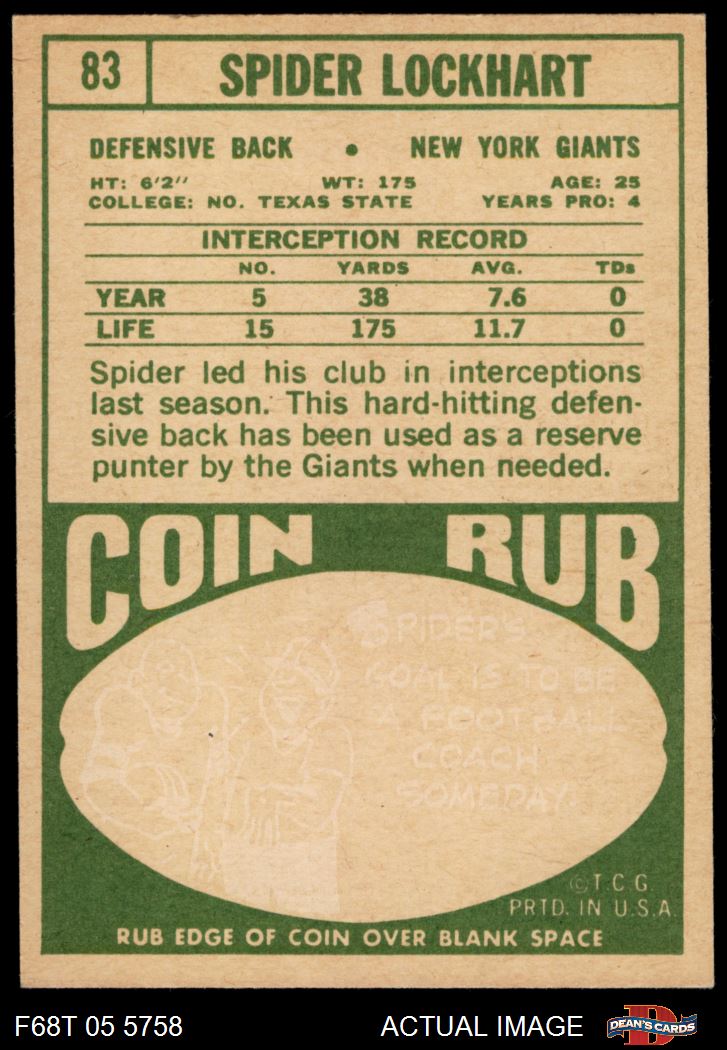 83 SPIDER LOCKHART
DEFENSIVE BACK • NEW YORK GIANTS
HT: 6'2" WT: 175 AGE: 25
COLLEGE: NO. TEXAS STATE YEARS PRO: 4
INTERCEPTION RECORD
NO. YARDS AVG. TDs
YEAR 5 38 7.6 0
LIFE 15 175 11.7 0
Spider led his club in interceptions
last season. This hard-hitting defen-
sive back has been used as a reserve
punter by the Giants when needed.
COIN RUB
SPIDER'S
GOAL IS TO BE
A FOOTBALL
COACH
SOMEDAY.
©T.C.G.
PRTD. IN U.S.A.
RUB EDGE OF COIN OVER BLANK SPACE
F68T 05 5758 ACTUAL IMAGE DEAN'S CARDS